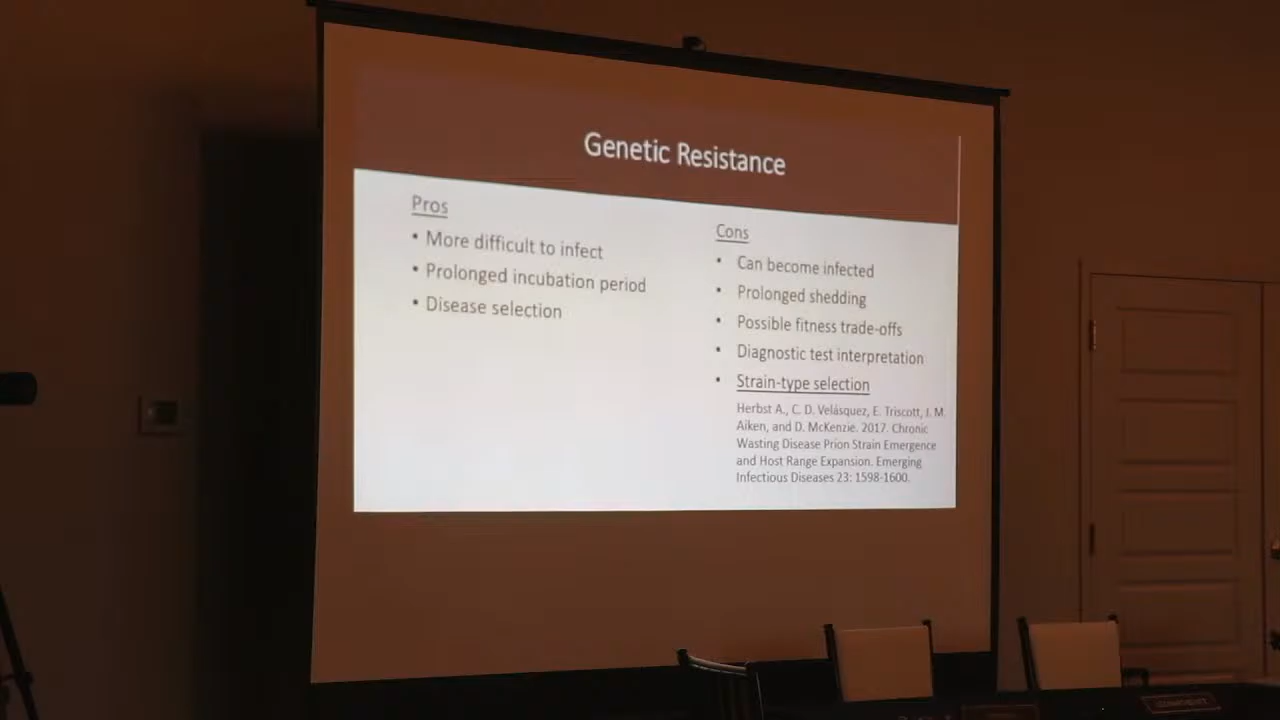 Genetic Resistance
Pros
• More difficult to infect
• Prolonged incubation period
• Disease selection
Cons
• Can become infected
• Prolonged shedding
• Possible fitness trade-offs
• Diagnostic test interpretation
• Strain-type selection
Herbst A., C. D. Velásquez, E. Triscott, J. M.
Aiken, and D. McKenzie. 2017. Chronic
Wasting Disease Prion Strain Emergence
and Host Range Expansion. Emerging
Infectious Diseases 23: 1598-1600.